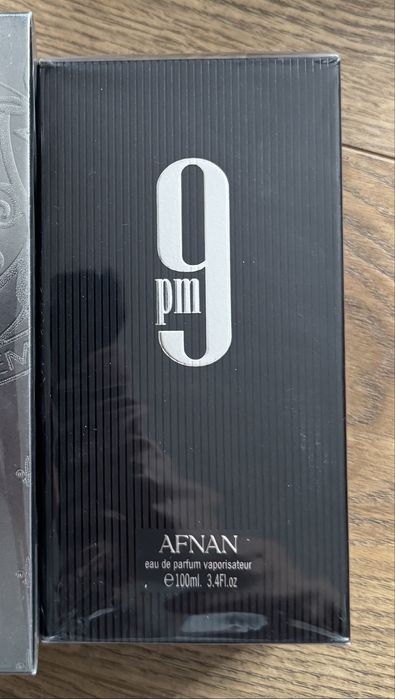 9
pm
AFNAN
eau de parfum vaporisateur
℮100ml. 3.4Fl.oz